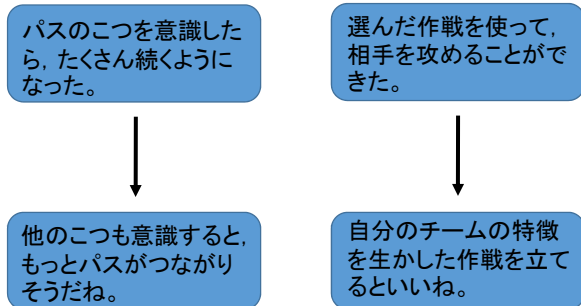 パスのこつを意識した
ら，たくさん続くように
なった。
選んだ作戦を使って，
相手を攻めることがで
きた。
他のこつも意識すると，
もっとパスがつながり
そうだね。
自分のチームの特徴
を生かした作戦を立て
るといいね。